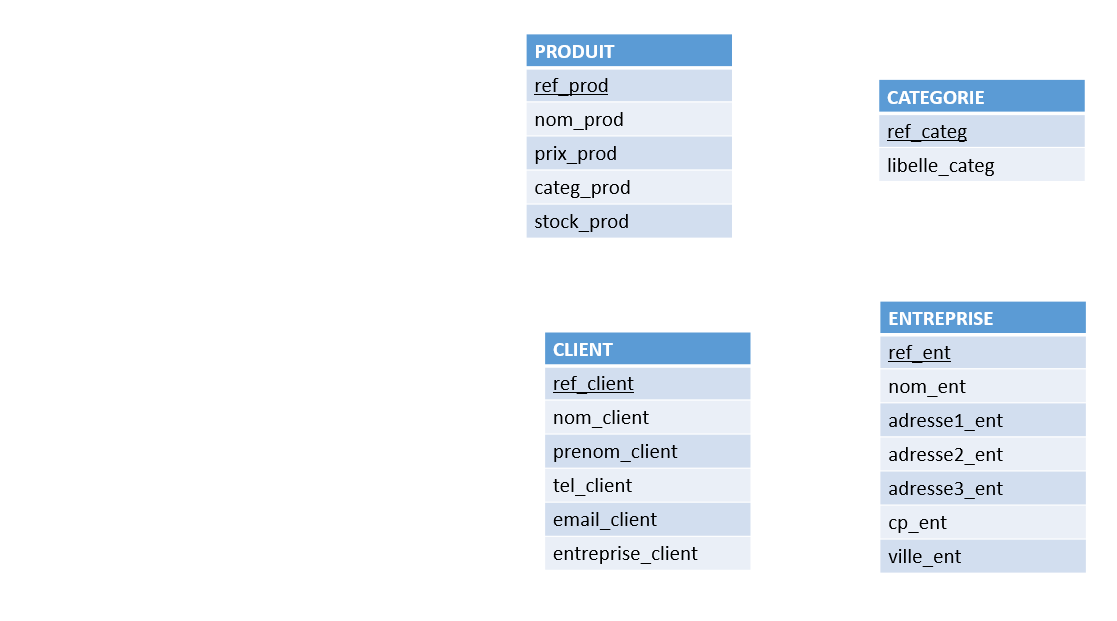 PRODUIT
ref_prod
nom_prod
prix_prod
categ_prod
stock_prod
CATEGORIE
ref_categ
libelle_categ
CLIENT
ref_client
nom_client
prenom_client
tel_client
email_client
entreprise_client
ENTREPRISE
ref_ent
nom_ent
adresse1_ent
adresse2_ent
adresse3_ent
cp_ent
ville_ent